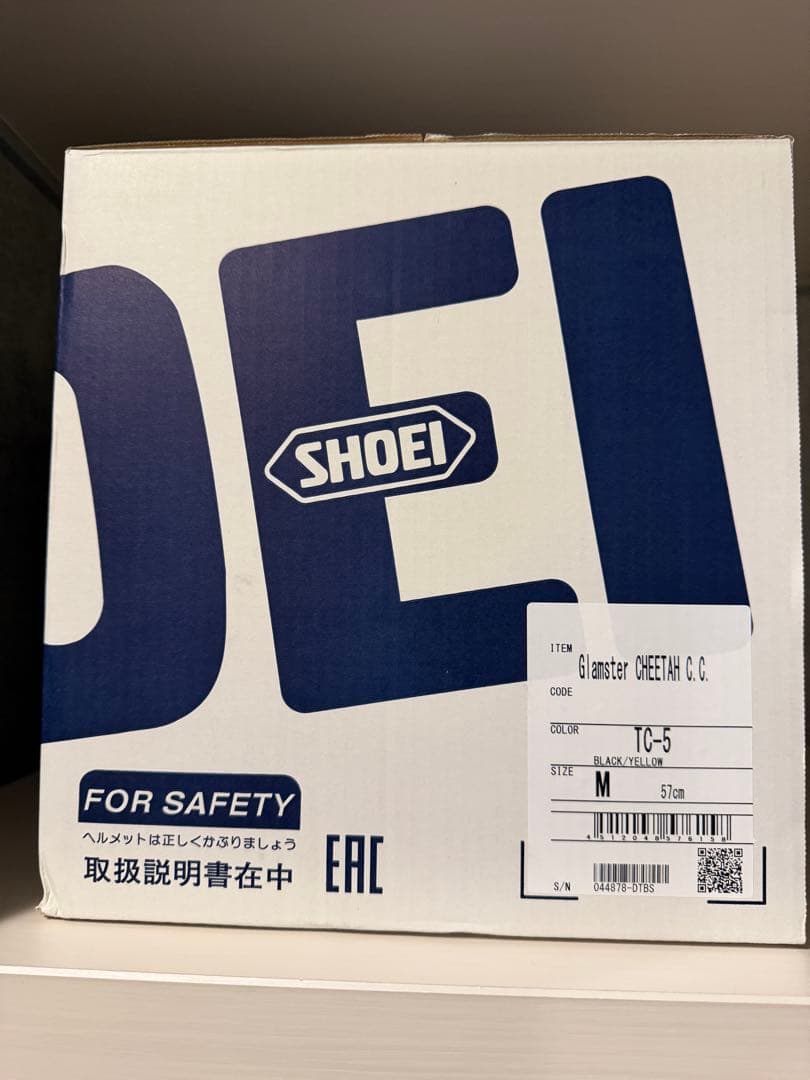 OEI
SHOEI
ITEM
Glamster CHEETAH C.C.
CODE
COLOR
TC-5
BLACK/YELLOW
SIZE
M 57cm
4512048576158
S/N 044878-DTBS
FOR SAFETY
ヘルメットは正しくかぶりましょう
取扱説明書在中
EAC